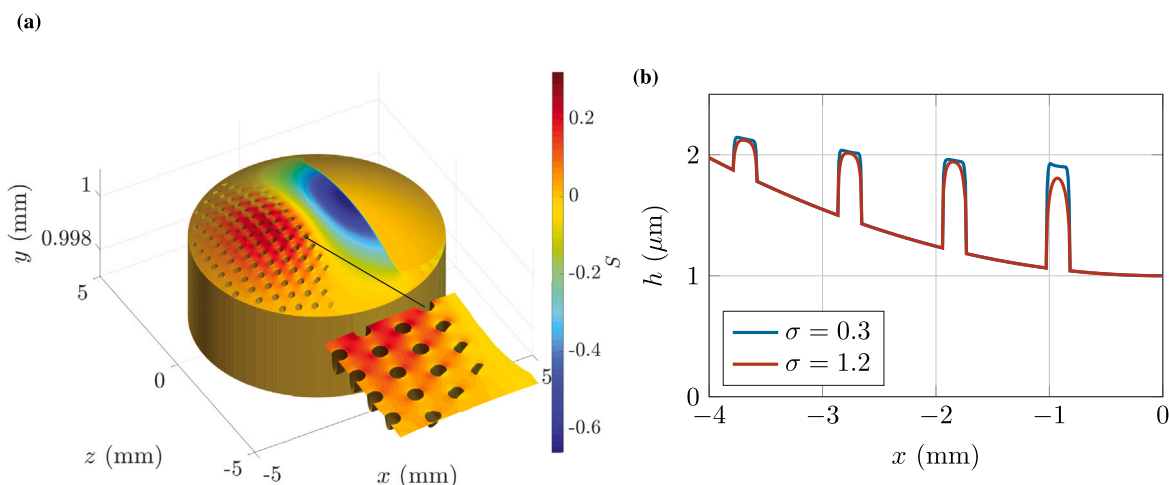 (a)
(b)
y (mm)
1
0.998
5
0
-5
z (mm)
-5
5
x (mm)
0.2
0
-0.2
-0.4
-0.6
S
h (μm)
2
1
0
σ = 0.3
σ = 1.2
−4
−3
−2
−1
0
x (mm)